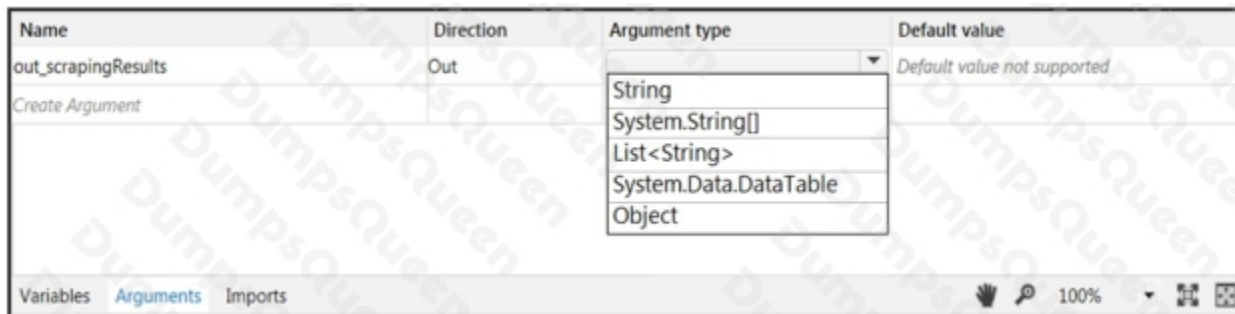 Name Direction Argument type Default value
out_scrapingResults Out Default value not supported
Create Argument
String
System.String[]
List<String>
System.Data.DataTable
Object
Variables Arguments Imports 100%
DumpsQueen